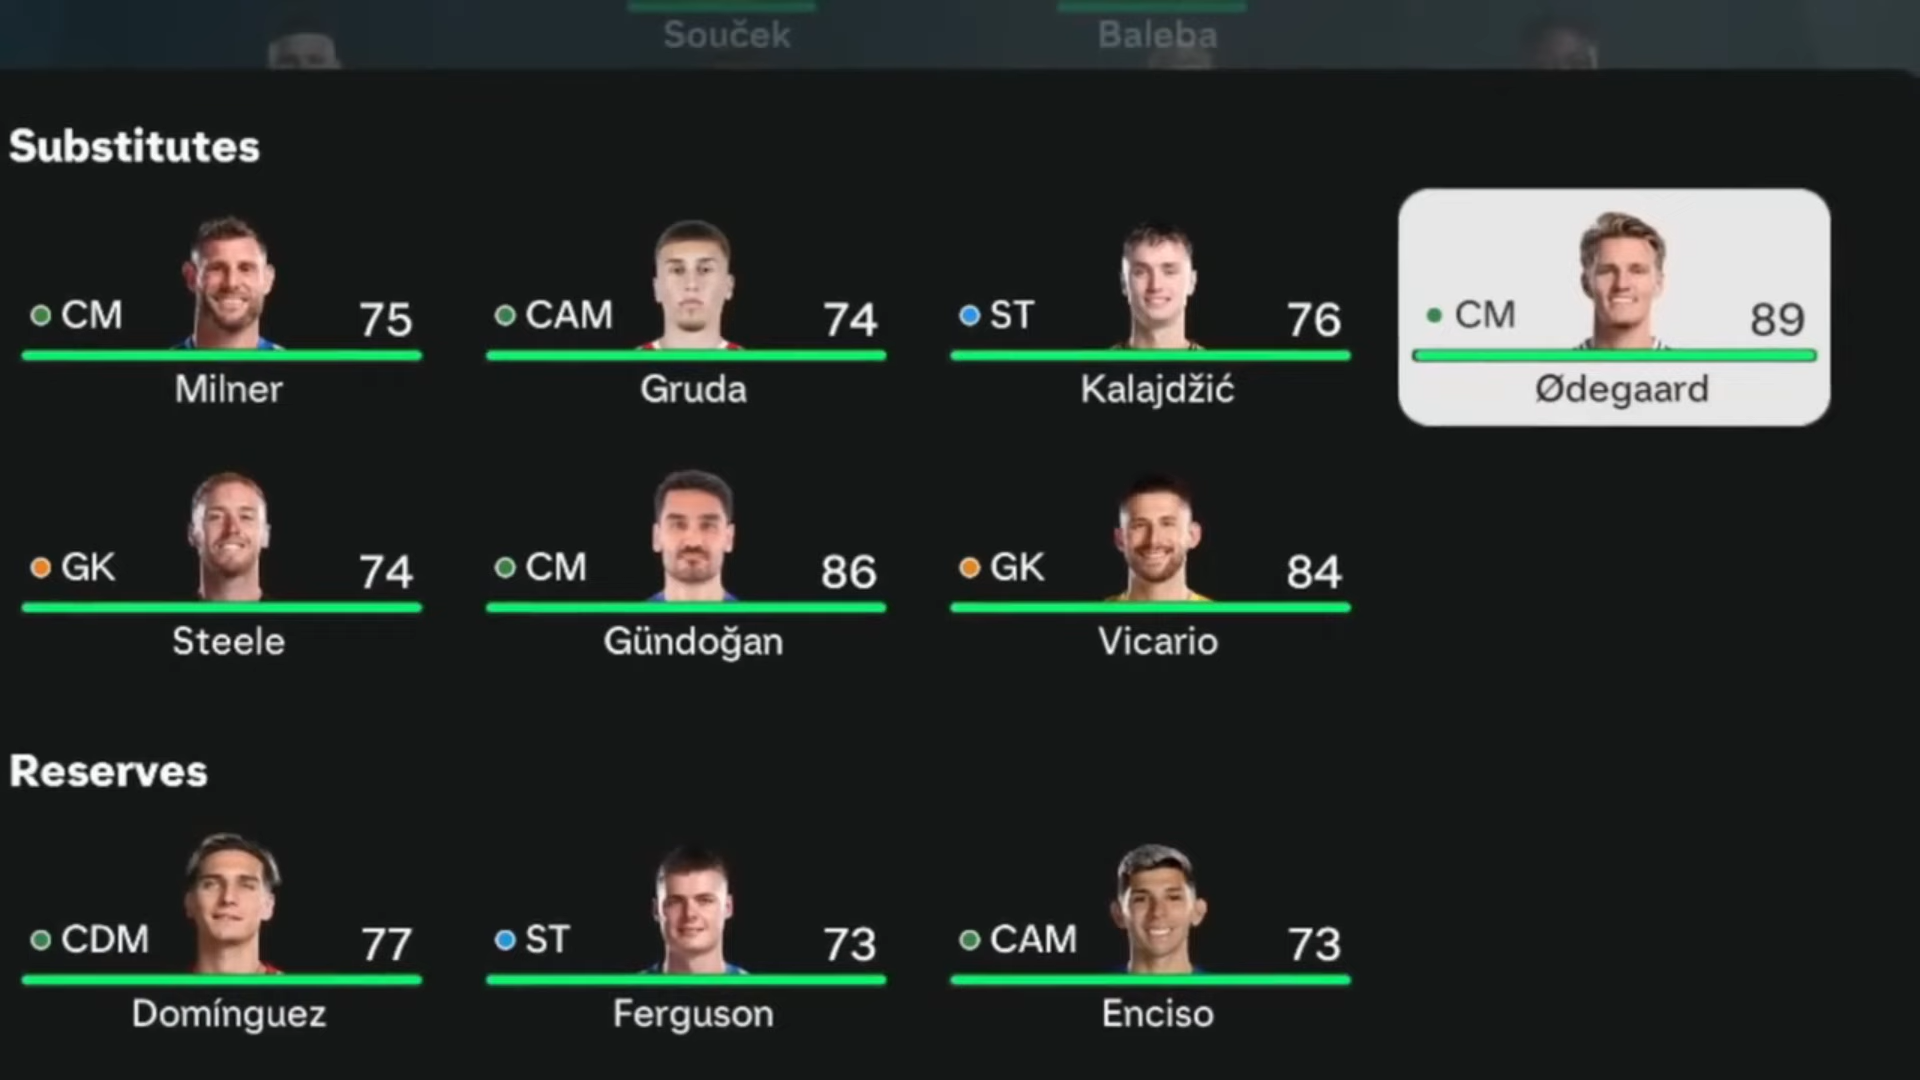 Souček Baleba
Substitutes
CM 75 CAM 74 ST 76 CM 89
Milner Gruda Kalajdžić Ødegaard
GK 74 CM 86 GK 84
Steele Gündoğan Vicario
Reserves
CDM 77 ST 73 CAM 73
Domínguez Ferguson Enciso